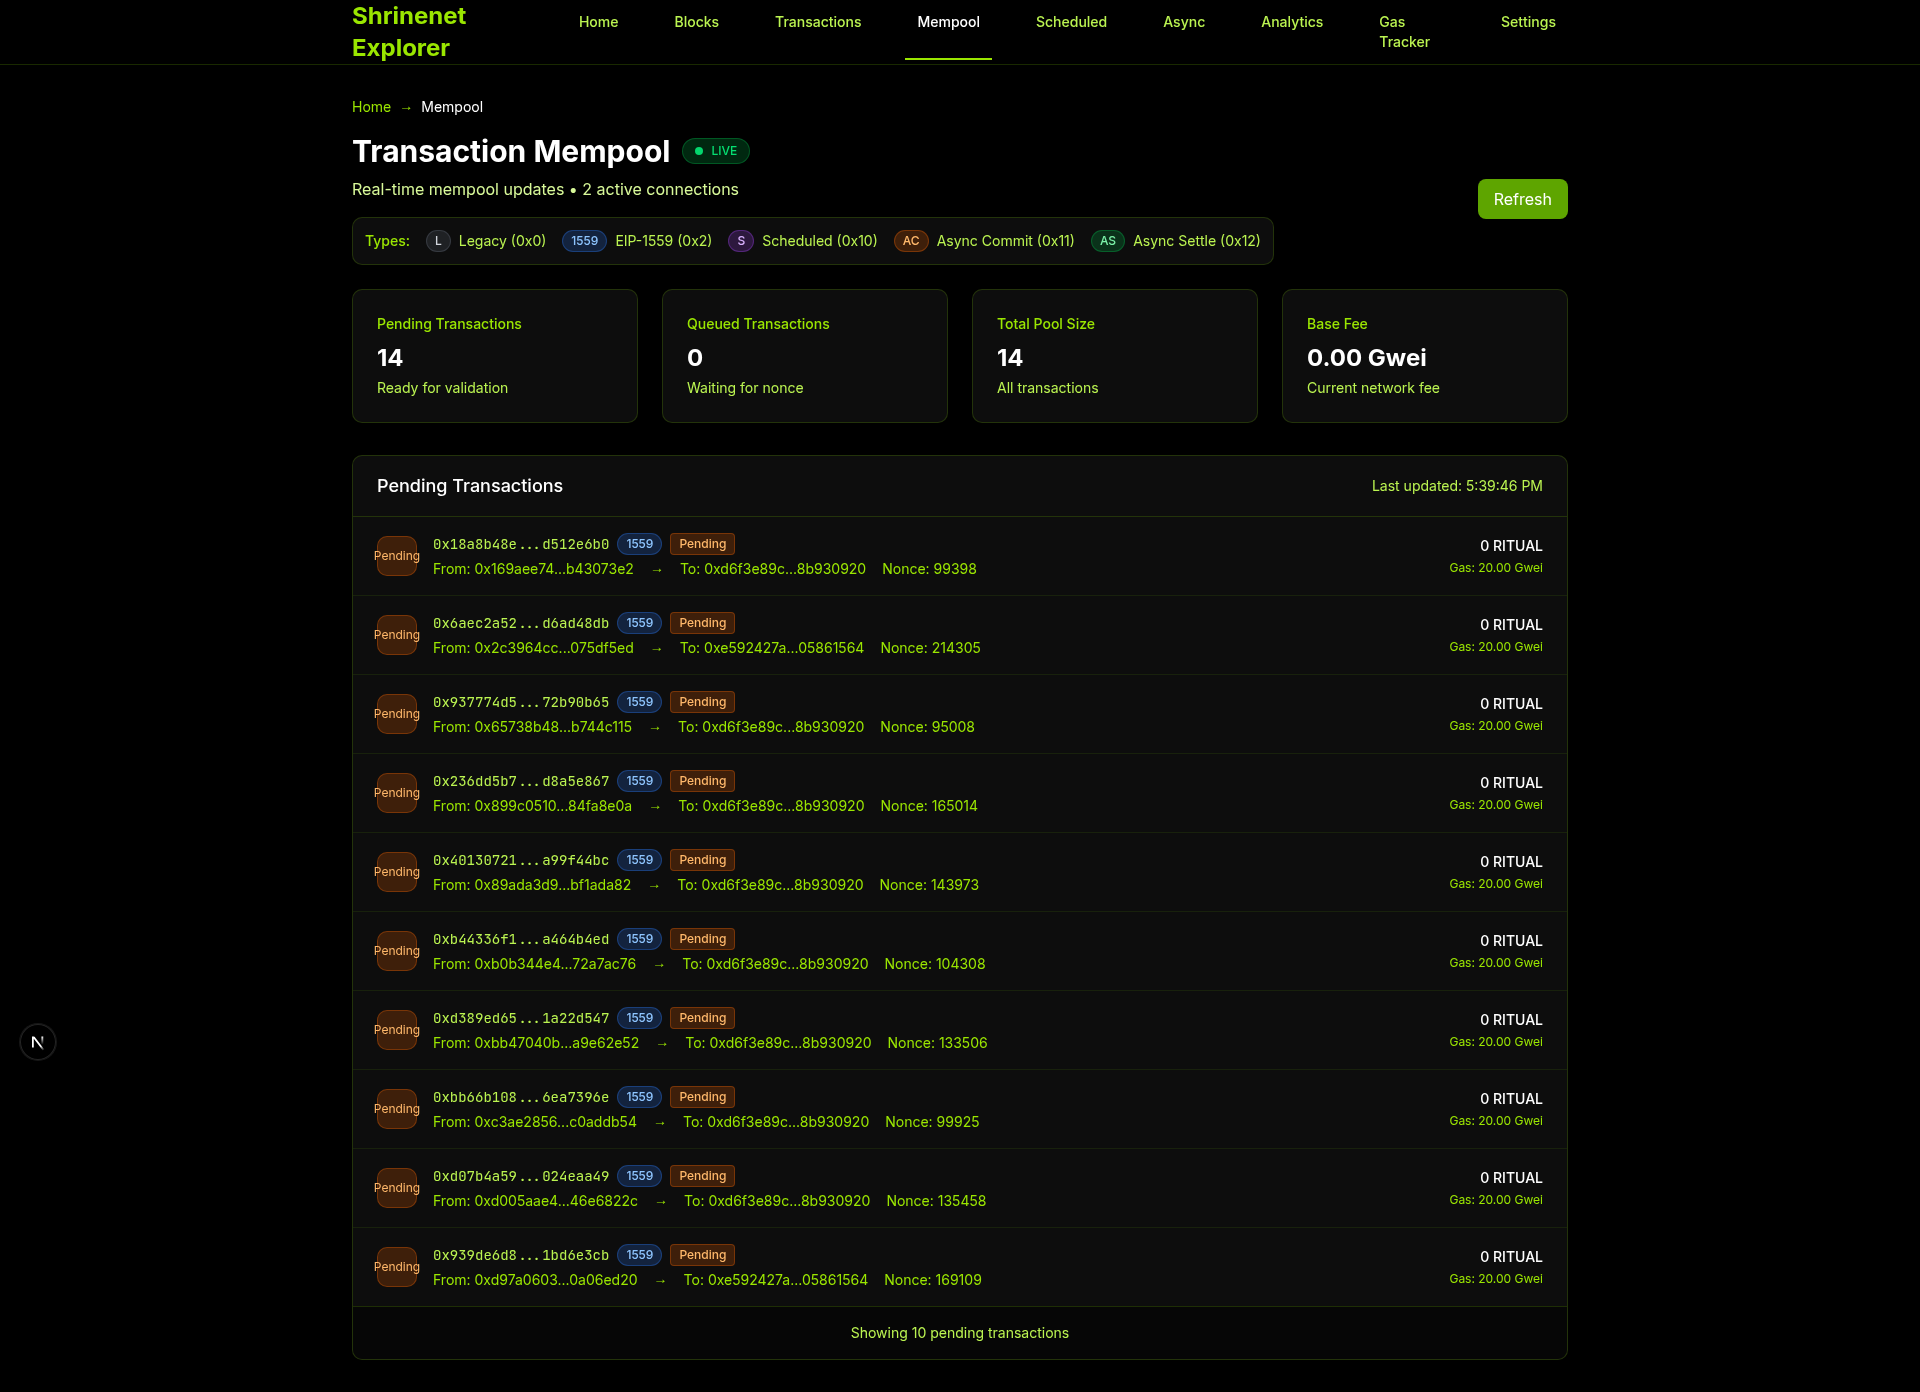 Shrinenet Explorer
Home Blocks Transactions Mempool Scheduled Async Analytics Gas Tracker Settings
Home → Mempool
Transaction Mempool LIVE
Real-time mempool updates • 2 active connections
Refresh
Types: L Legacy (0x0) 1559 EIP-1559 (0x2) S Scheduled (0x10) AC Async Commit (0x11) AS Async Settle (0x12)
Pending Transactions
14
Ready for validation
Queued Transactions
0
Waiting for nonce
Total Pool Size
14
All transactions
Base Fee
0.00 Gwei
Current network fee
Pending Transactions Last updated: 5:39:46 PM
Pending
0x18a8b48e...d512e6b0 1559 Pending
From: 0x169aee74...b43073e2 → To: 0xd6f3e89c...8b930920 Nonce: 99398
0 RITUAL
Gas: 20.00 Gwei
Pending
0x6aec2a52...d6ad48db 1559 Pending
From: 0x2c3964cc...075df5ed → To: 0xe592427a...05861564 Nonce: 214305
0 RITUAL
Gas: 20.00 Gwei
Pending
0x937774d5...72b90b65 1559 Pending
From: 0x65738b48...b744c115 → To: 0xd6f3e89c...8b930920 Nonce: 95008
0 RITUAL
Gas: 20.00 Gwei
Pending
0x236dd5b7...d8a5e867 1559 Pending
From: 0x899c0510...84fa8e0a → To: 0xd6f3e89c...8b930920 Nonce: 165014
0 RITUAL
Gas: 20.00 Gwei
Pending
0x40130721...a99f44bc 1559 Pending
From: 0x89ada3d9...bf1ada82 → To: 0xd6f3e89c...8b930920 Nonce: 143973
0 RITUAL
Gas: 20.00 Gwei
Pending
0xb44336f1...a464b4ed 1559 Pending
From: 0xb0b344e4...72a7ac76 → To: 0xd6f3e89c...8b930920 Nonce: 104308
0 RITUAL
Gas: 20.00 Gwei
Pending
0xd389ed65...1a22d547 1559 Pending
From: 0xbb47040b...a9e62e52 → To: 0xd6f3e89c...8b930920 Nonce: 133506
0 RITUAL
Gas: 20.00 Gwei
Pending
0xbb66b108...6ea7396e 1559 Pending
From: 0xc3ae2856...c0addb54 → To: 0xd6f3e89c...8b930920 Nonce: 99925
0 RITUAL
Gas: 20.00 Gwei
Pending
0xd07b4a59...024eaa49 1559 Pending
From: 0xd005aae4...46e6822c → To: 0xd6f3e89c...8b930920 Nonce: 135458
0 RITUAL
Gas: 20.00 Gwei
Pending
0x939de6d8...1bd6e3cb 1559 Pending
From: 0xd97a0603...0a06ed20 → To: 0xe592427a...05861564 Nonce: 169109
0 RITUAL
Gas: 20.00 Gwei
Showing 10 pending transactions
N